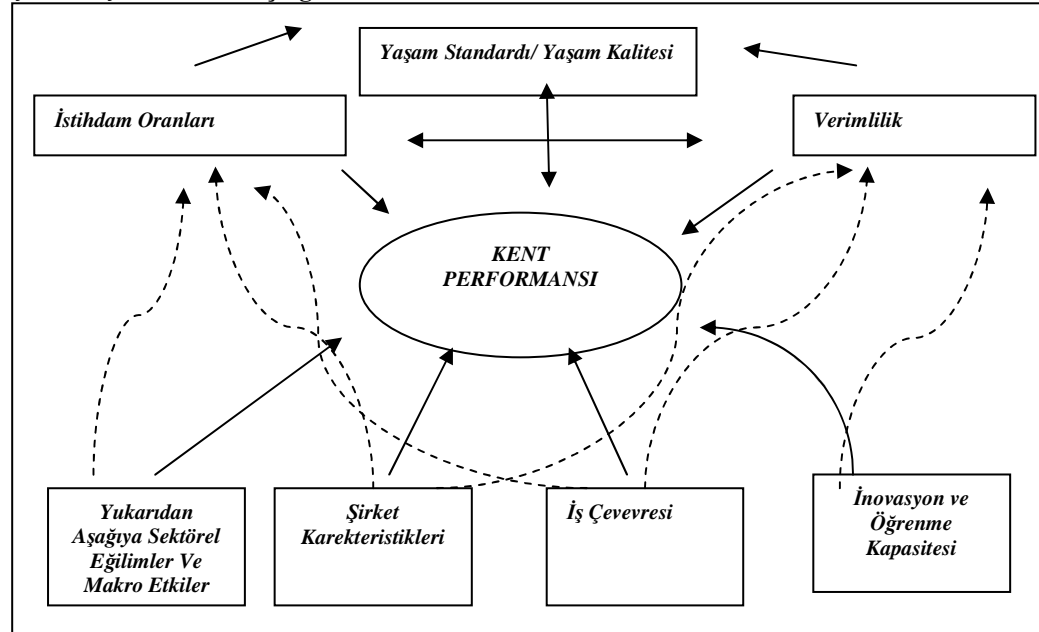 Yaşam Standardı/ Yaşam Kalitesi
İstihdam Oranları
Verimlilik
KENT
PERFORMANSI
Yukarıdan
Aşağıya Sektörel
Eğilimler Ve
Makro Etkiler
Şirket
Karekteristikleri
İş Çevevresi
İnovasyon ve
Öğrenme
Kapasitesi